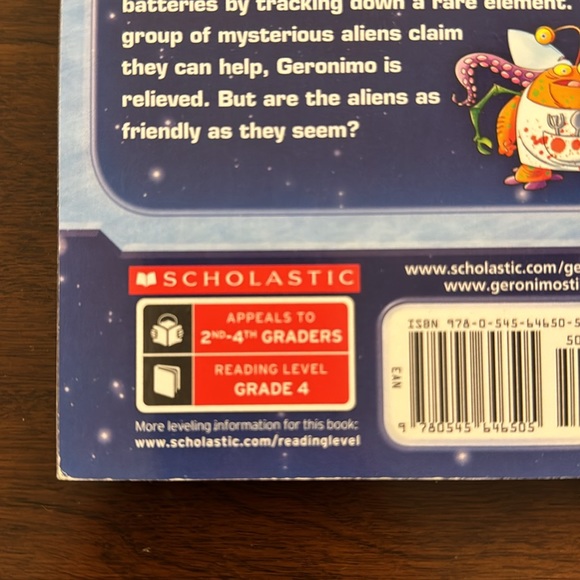 batteries by tracking down a rare element.
group of mysterious aliens claim
they can help, Geronimo is
relieved. But are the aliens as
friendly as they seem?
SCHOLASTIC
APPEALS TO
2ND-4TH GRADERS
READING LEVEL
GRADE 4
More leveling information for this book:
www.scholastic.com/readinglevel
www.scholastic.com/ge
www.geronimosti
ISBN 978-0-545-64650-5
50
EAN
9 780545 646505